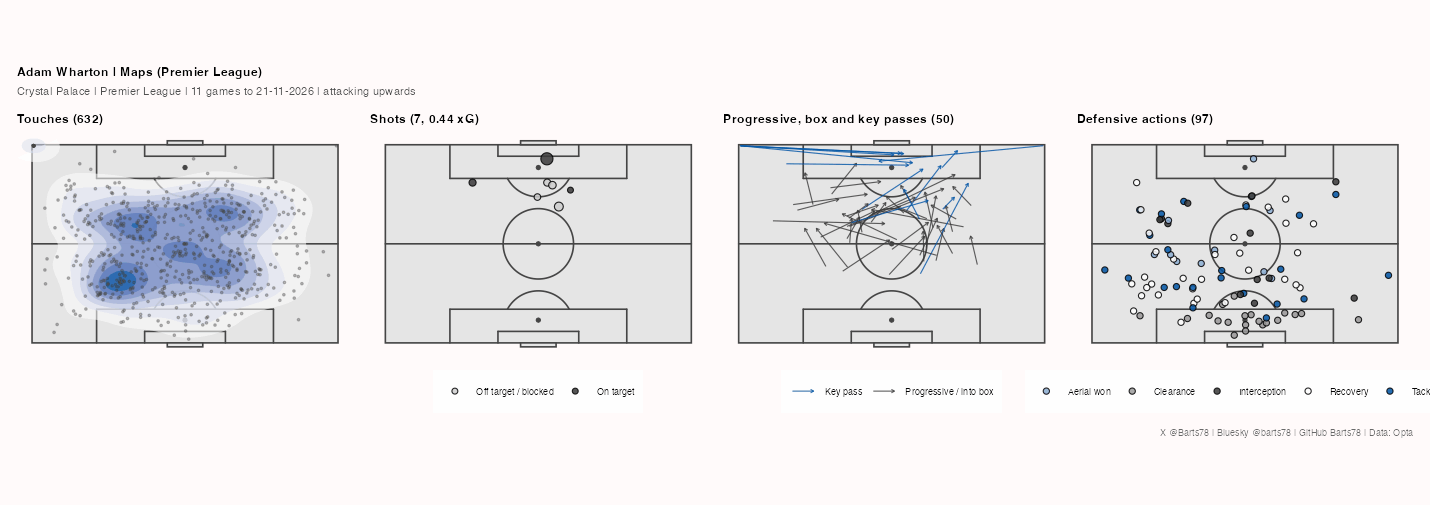 Adam Wharton | Maps (Premier League)
Crystal Palace | Premier League | 11 games to 21-11-2026 | attacking upwards
Touches (632)
Shots (7, 0.44 xG)
Progressive, box and key passes (50)
Defensive actions (97)
Off target / blocked
On target
Key pass
Progressive / into box
Aerial won
Clearance
Interception
Recovery
Tack
X @Barts78 | Bluesky @barts78 | GitHub Barts78 | Data: Opta